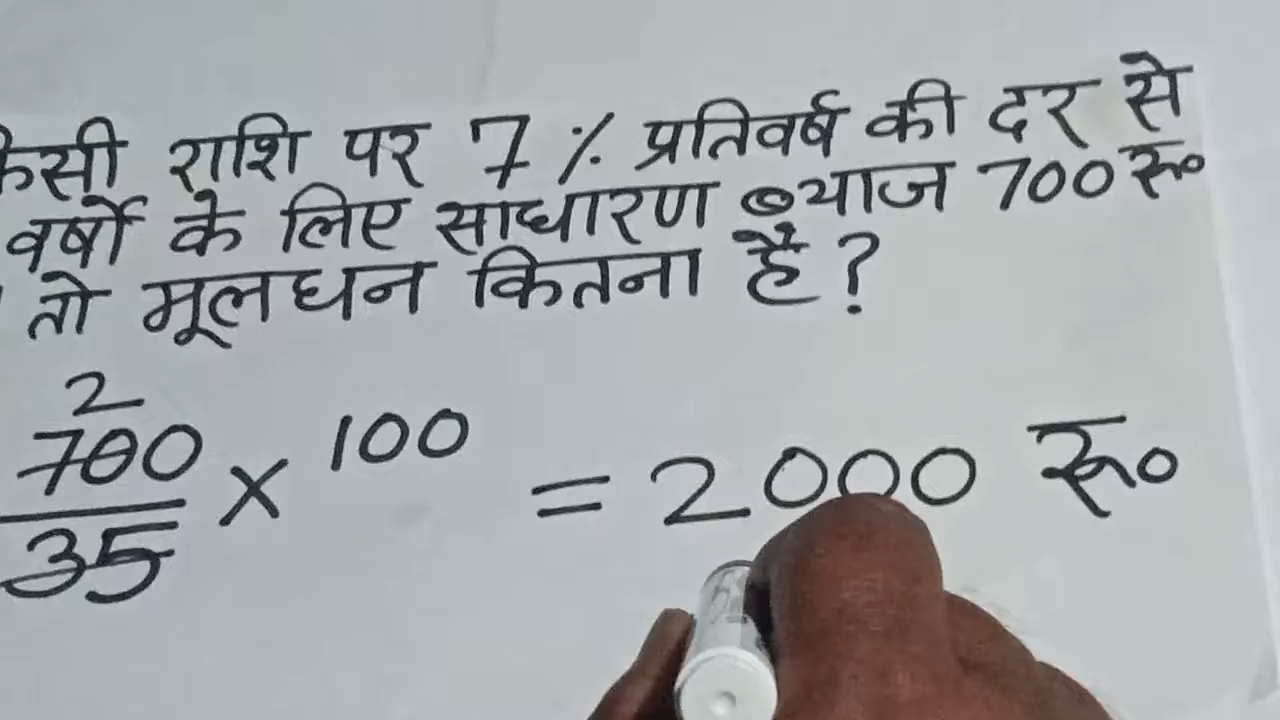 केसी राशि पर 7 % प्रतिवर्ष की दर से
वर्षों के लिए साधारण ब्याज 700 रू०
तो मूलधन कितना है ?
2
700
35
× 100 = 2000 रू०